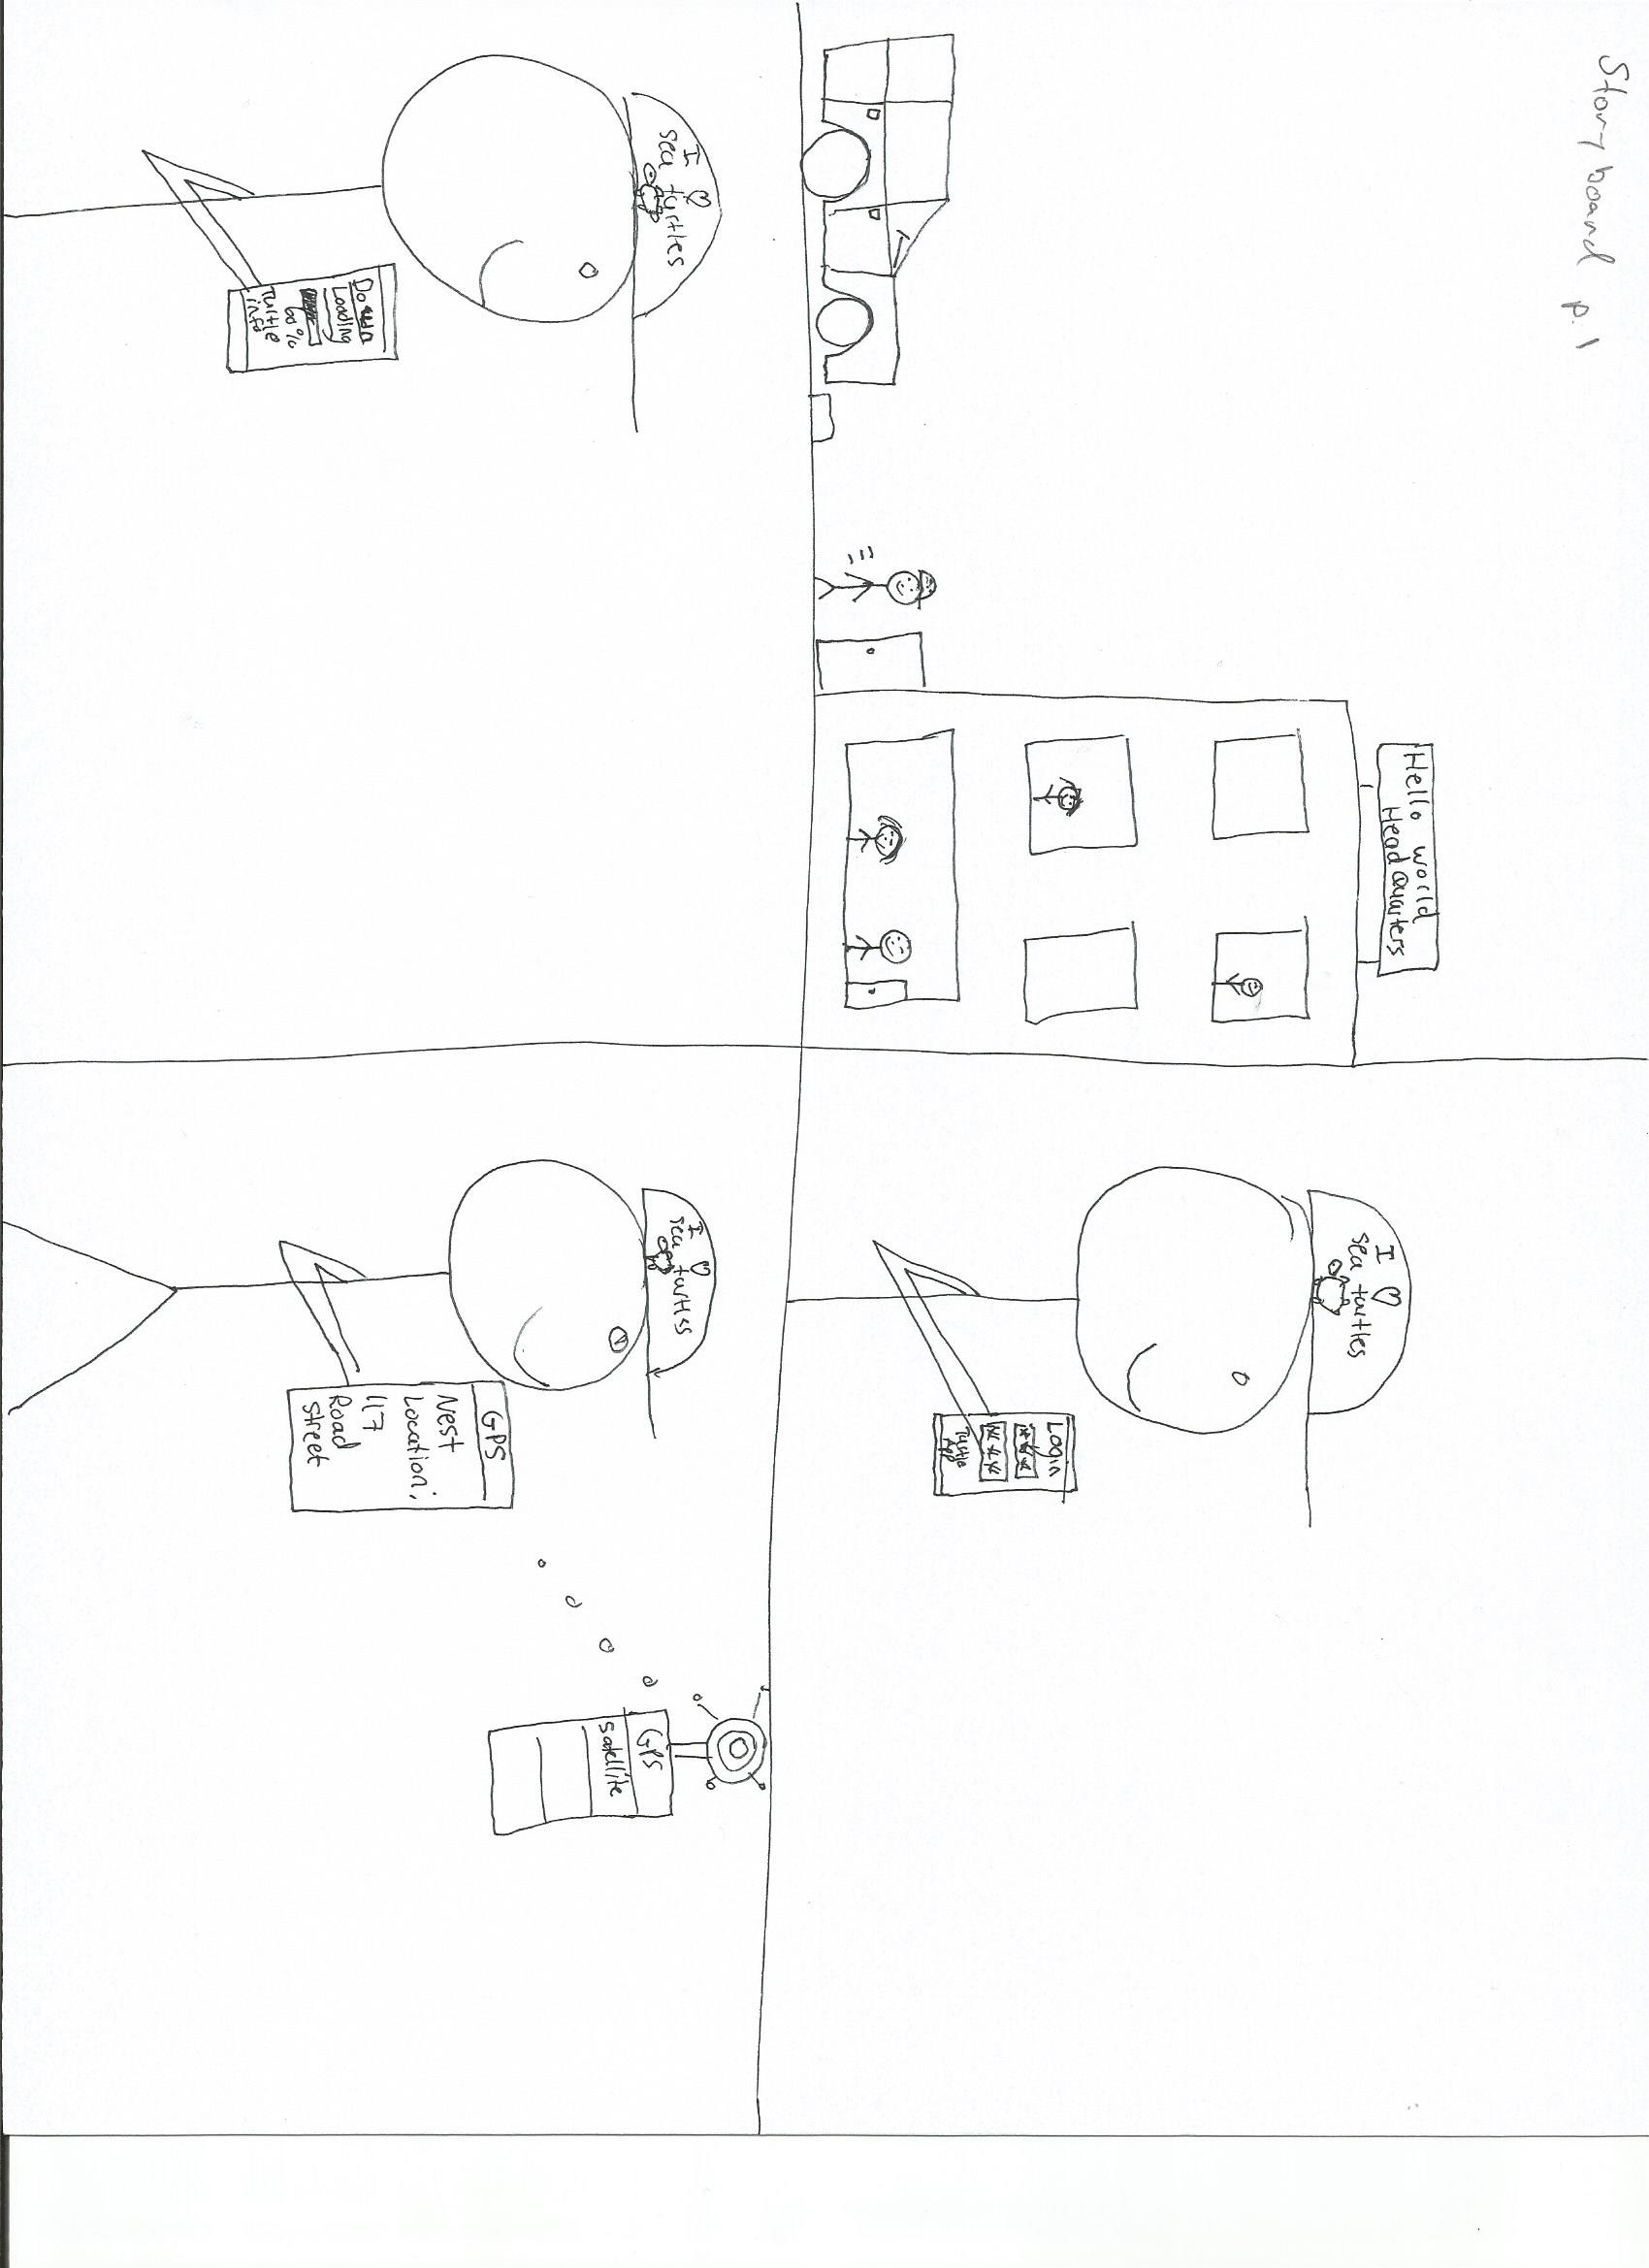 Story board p. 1
Hello world
Head Quarters
I ♡
sea turtles
Login
Turtle
App
I ♡
sea turtles
Down
Loading
60%
Turtle
info
I ♡
sea turtles
GPS
Nest
Location:
117
Road
street
GPS
satellite